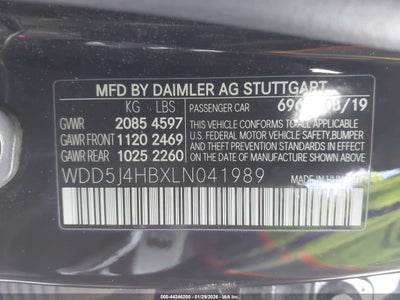 MFD BY DAIMLER AG STUTTGART
KG LBS
PASSENGER CAR
/19
GVWR 2085 4597
GAWR FRONT 1120 2469
GAWR REAR 1025 2260
THIS VEHICLE CONFORMS TO ALL APPLICABLE
U.S. FEDERAL MOTOR VEHICLE SAFETY, BUMPER
AND THEFT PREVENTION STANDARDS IN EFFECT
ON THE DATE OF MANUFACTURE SHOWN ABOVE
MADE IN
WDD5J4HBXLN041989
000-44246200 - 01/29/2026 - IAA Inc.